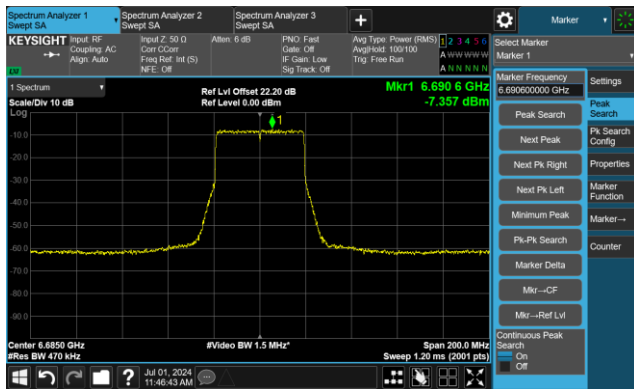 Spectrum Analyzer 1
Swept SA
Spectrum Analyzer 2
Swept SA
Spectrum Analyzer 3
Swept SA
Marker
KEYSIGHT
Input: RF
Coupling: AC
Align: Auto
Input Z: 50 Ω
Corr CCorr
Freq Ref: Int (S)
NFE: Off
Atten: 6 dB
PNO: Fast
Gate: Off
IF Gain: Low
Sig Track: Off
Avg Type: Power (RMS)
Avg|Hold: 100/100
Trig: Free Run
1 2 3 4 5 6
A W W W W W
A N N N N N
Select Marker
Marker 1
LXI
1 Spectrum
Scale/Div 10 dB
Log
Ref Lvl Offset 22.20 dB
Ref Level 0.00 dBm
Mkr1 6.690 6 GHz
-7.357 dBm
1
-10.0
-20.0
-30.0
-40.0
-50.0
-60.0
-70.0
-80.0
-90.0
Center 6.6850 GHz
#Res BW 470 kHz
#Video BW 1.5 MHz*
Span 200.0 MHz
Sweep 1.20 ms (2001 pts)
Marker Frequency
6.690600000 GHz
Peak Search
Next Peak
Next Pk Right
Next Pk Left
Minimum Peak
Pk-Pk Search
Marker Delta
Mkr→CF
Mkr→Ref Lvl
Continuous Peak
Search
On
Off
Settings
Peak
Search
Pk Search
Config
Properties
Marker
Function
Marker→
Counter
Jul 01, 2024
11:46:43 AM